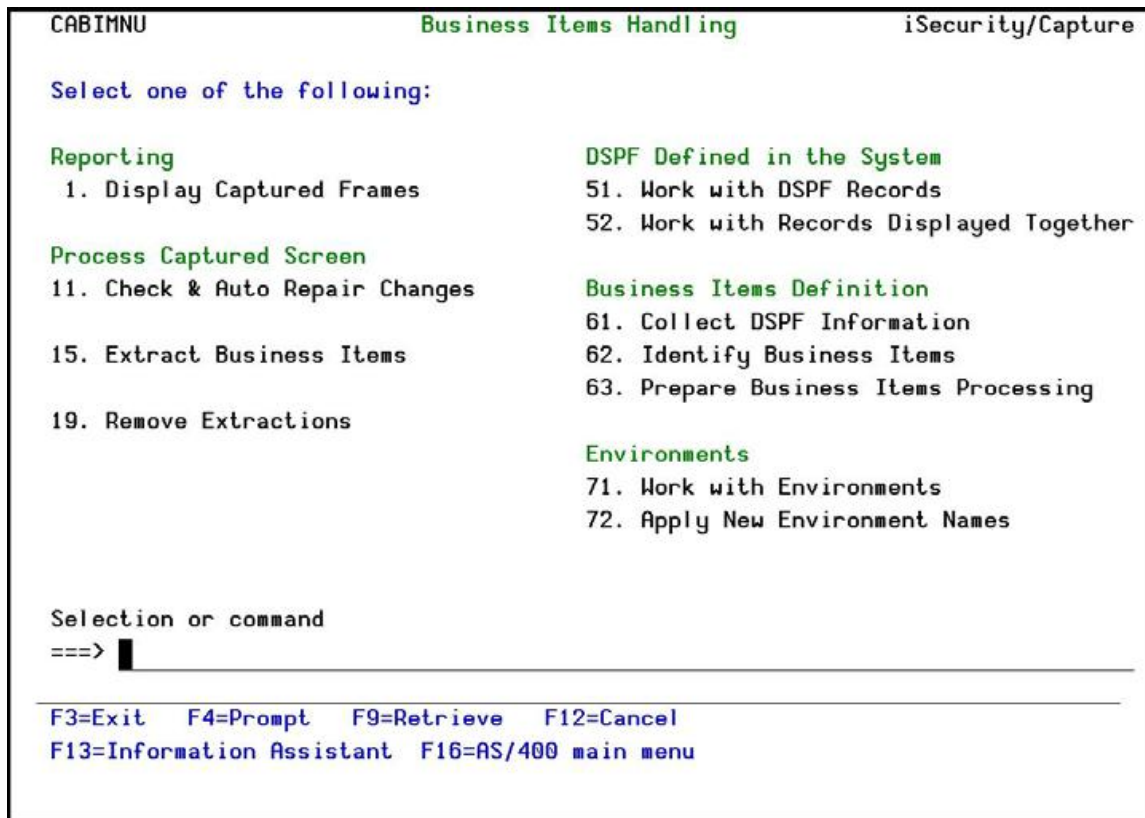 CABIMNU Business Items Handling iSecurity/Capture
Select one of the following:
Reporting
1. Display Captured Frames
Process Captured Screen
11. Check & Auto Repair Changes
15. Extract Business Items
19. Remove Extractions
DSPF Defined in the System
51. Work with DSPF Records
52. Work with Records Displayed Together
Business Items Definition
61. Collect DSPF Information
62. Identify Business Items
63. Prepare Business Items Processing
Environments
71. Work with Environments
72. Apply New Environment Names
Selection or command
===>
F3=Exit F4=Prompt F9=Retrieve F12=Cancel
F13=Information Assistant F16=AS/400 main menu